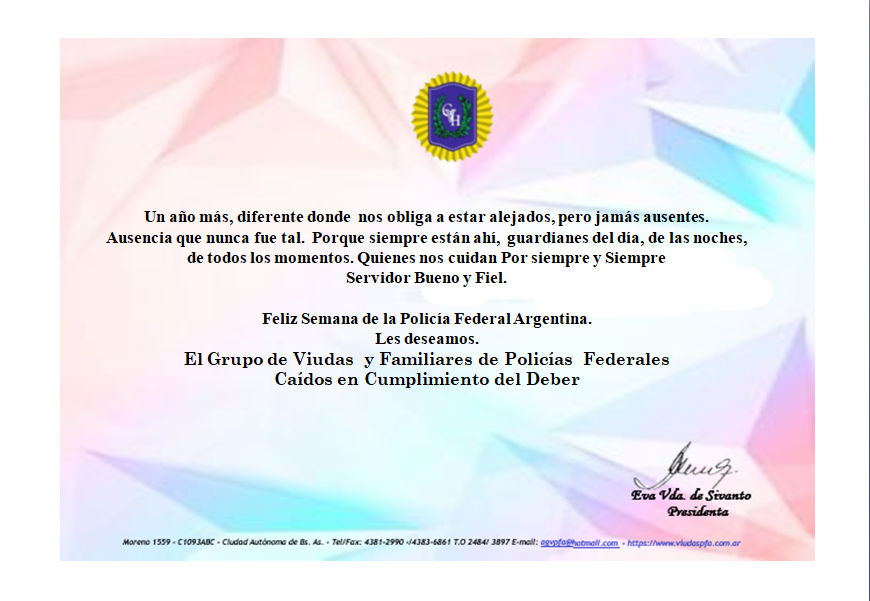 GVH
Un año más, diferente donde nos obliga a estar alejados, pero jamás ausentes.
Ausencia que nunca fue tal. Porque siempre están ahí, guardianes del día, de las noches,
de todos los momentos. Quienes nos cuidan Por siempre y Siempre
Servidor Bueno y Fiel.
Feliz Semana de la Policía Federal Argentina.
Les deseamos.
El Grupo de Viudas y Familiares de Policías Federales
Caídos en Cumplimiento del Deber
Eva Vda. de Sivanto
Presidenta
Moreno 1559 - C1093ABC - Ciudad Autónoma de Bs. As. - Tel/Fax: 4381-2990 -/4383-6861 T.O 2484/ 3897 E-mail: agvpfa@hotmail.com - https://www.viudaspfa.com.ar